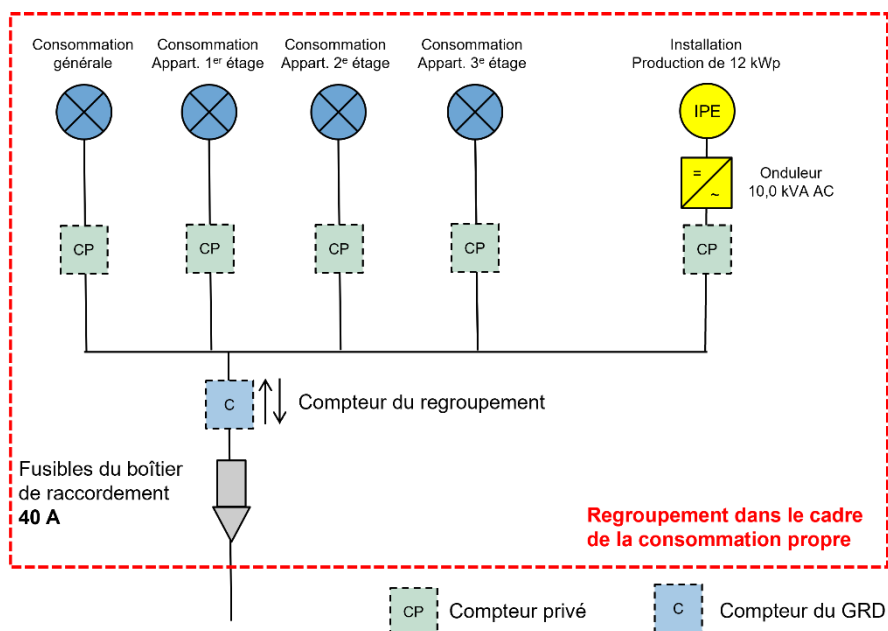 Consommation
générale
Consommation
Appart. 1er étage
Consommation
Appart. 2e étage
Consommation
Appart. 3e étage
Installation
Production de 12 kWp
IPE
=
~
Onduleur
10,0 kVA AC
CP
CP
CP
CP
CP
C
Compteur du regroupement
Fusibles du boîtier
de raccordement
40 A
Regroupement dans le cadre
de la consommation propre
CP
Compteur privé
C
Compteur du GRD